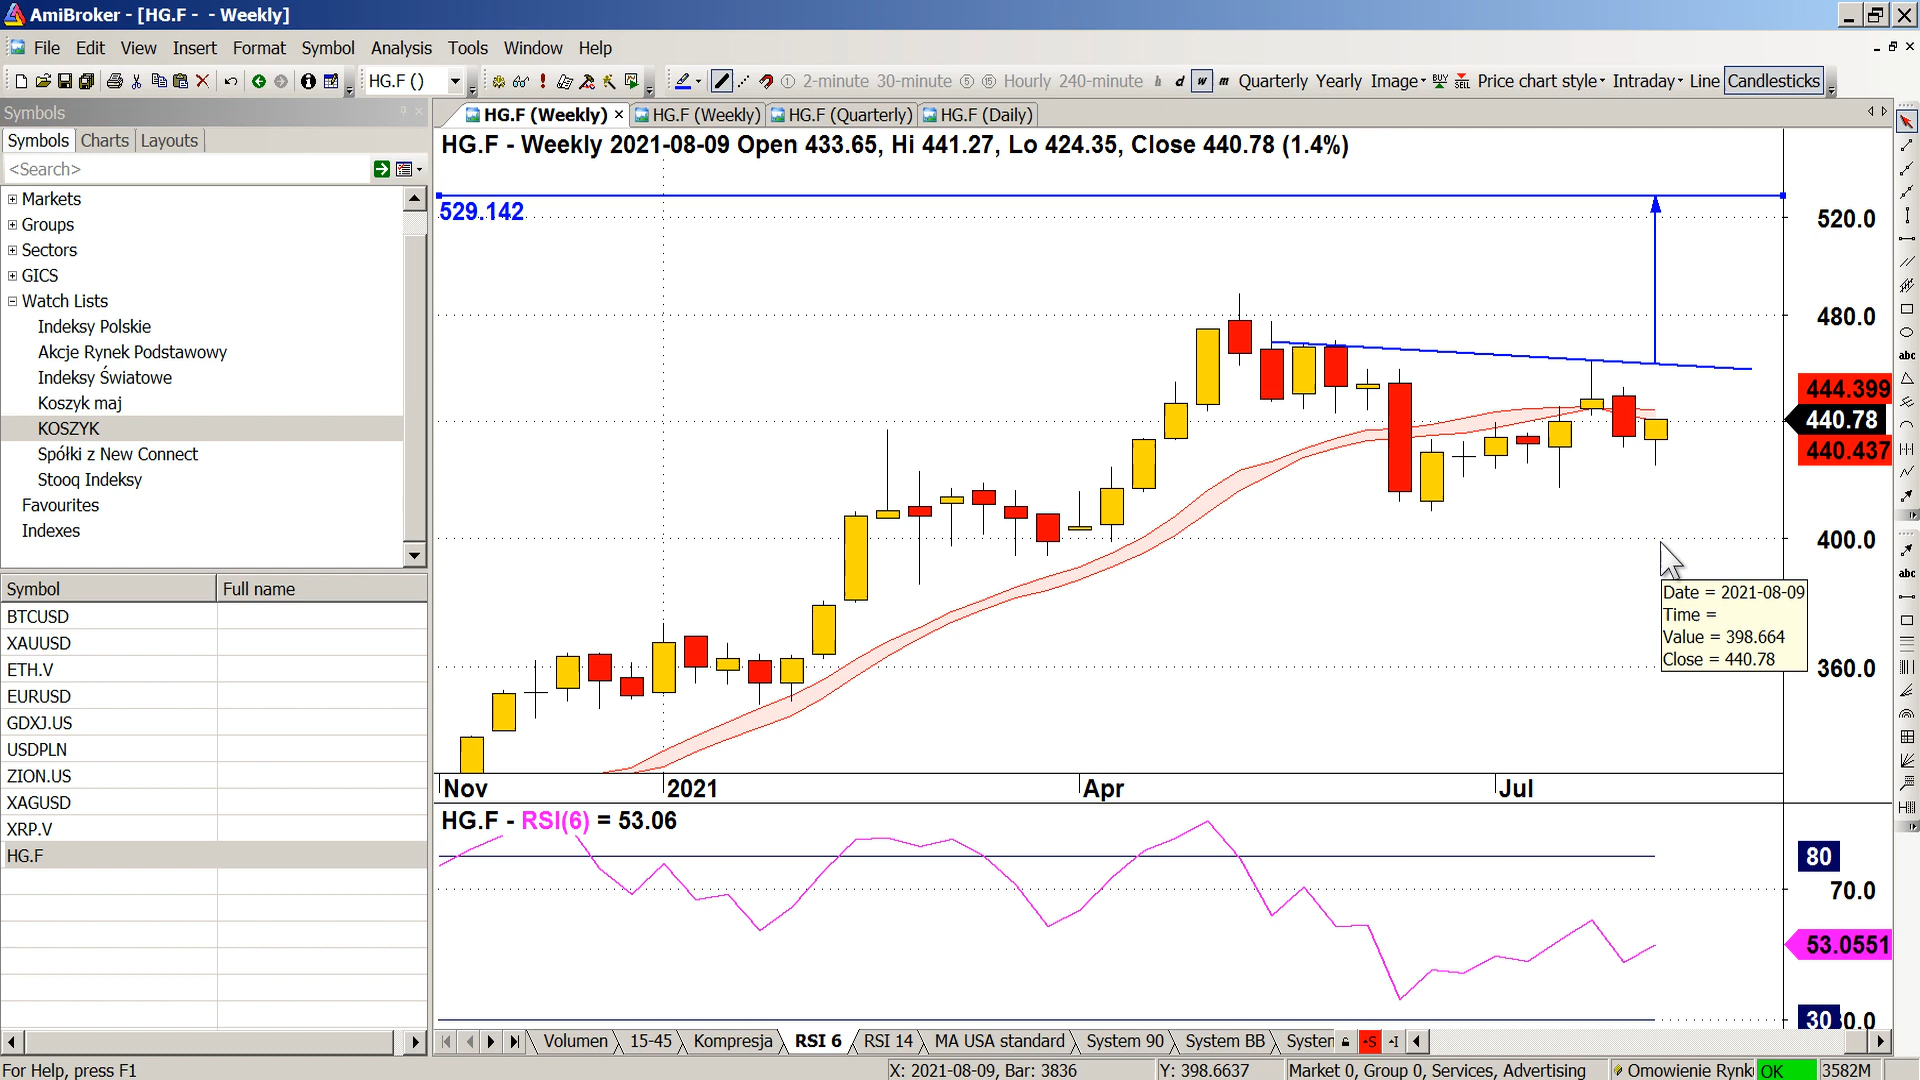 AmiBroker - [HG.F -  - Weekly]
File Edit View Insert Format Symbol Analysis Tools Window Help
HG.F () 2-minute 30-minute Hourly 240-minute h d w m Quarterly Yearly Image BUY SELL Price chart style Intraday Line Candlesticks
Symbols
Symbols Charts Layouts
<Search>
Markets
Groups
Sectors
GICS
Watch Lists
Indeksy Polskie
Akcje Rynek Podstawowy
Indeksy Światowe
Koszyk maj
KOSZYK
Spółki z New Connect
Stooq Indeksy
Favourites
Indexes
Symbol Full name
BTCUSD
XAUUSD
ETH.V
EURUSD
GDXJ.US
USDPLN
ZION.US
XAGUSD
XRP.V
HG.F
HG.F (Weekly) HG.F (Weekly) HG.F (Quarterly) HG.F (Daily)
HG.F - Weekly 2021-08-09 Open 433.65, Hi 441.27, Lo 424.35, Close 440.78 (1.4%)
529.142
520.0
480.0
444.399
440.78
440.437
400.0
360.0
Date = 2021-08-09
Time =
Value = 398.664
Close = 440.78
Nov 2021 Apr Jul
HG.F - RSI(6) = 53.06
80
70.0
53.0551
30
abc
abc
Volumen 15-45 Kompresja RSI 6 RSI 14 MA USA standard System 90 System BB System
For Help, press F1 X: 2021-08-09, Bar: 3836 Y: 398.6637 Market 0, Group 0, Services, Advertising Omowienie Rynk OK 3582M